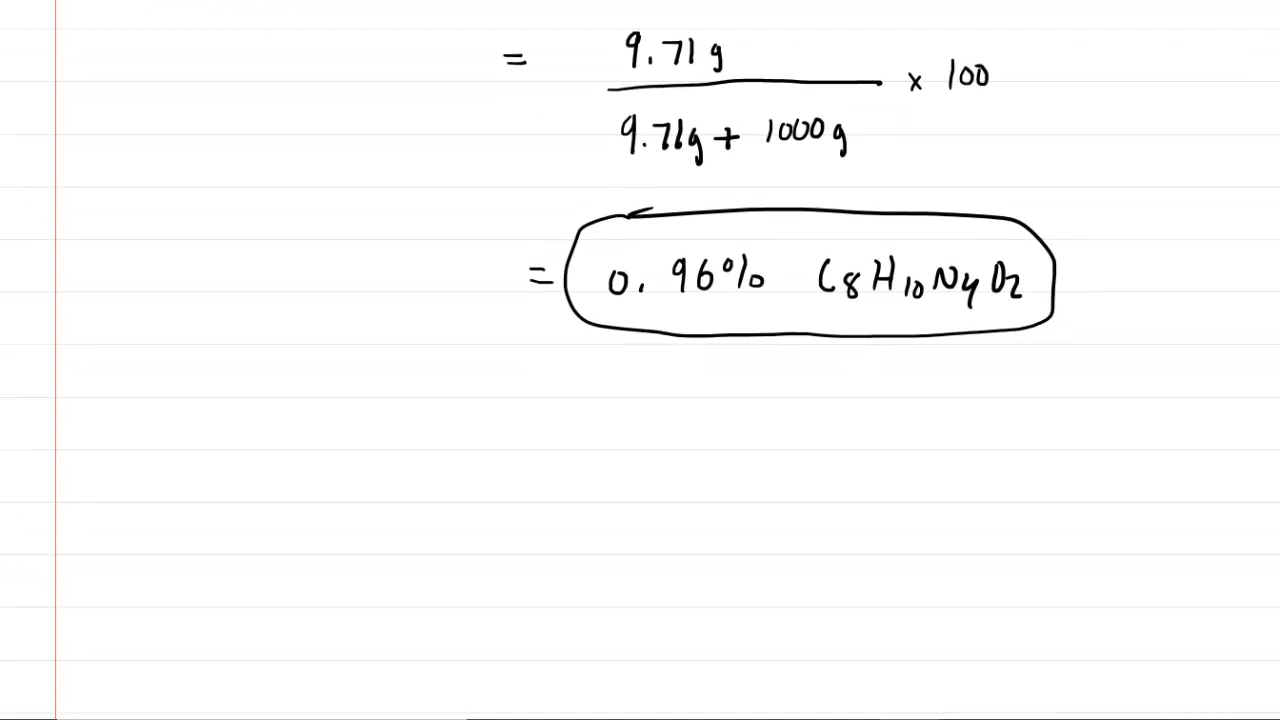 = 9.71 g
x 100
9.71g + 1000 g
= 0.96% C8H10N4O2